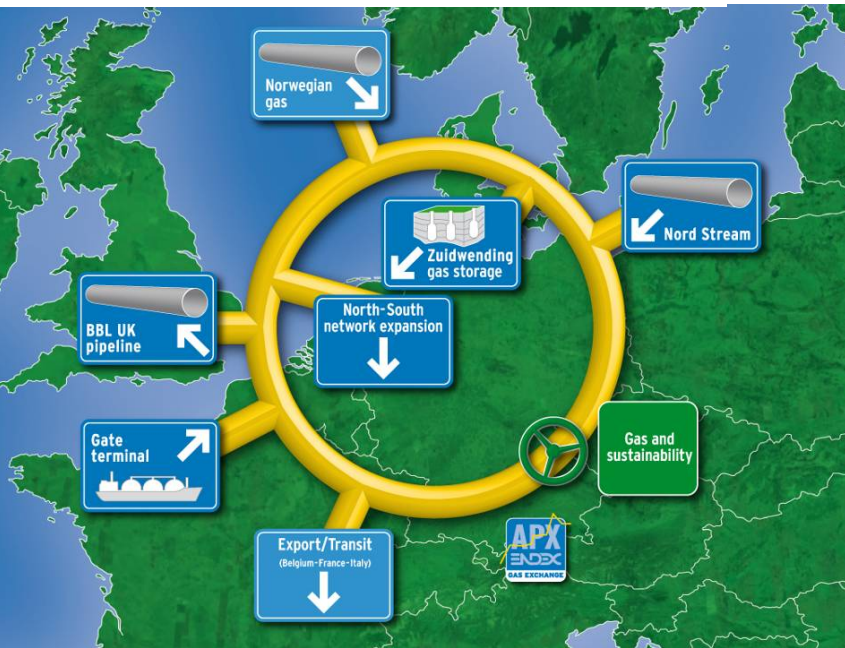 Norwegian
gas
Nord Stream
Zuidwending
gas storage
North-South
network expansion
BBL UK
pipeline
Gate
terminal
Gas and
sustainability
Export/Transit
(Belgium-France-Italy)
APX
ENDEX
GAS EXCHANGE